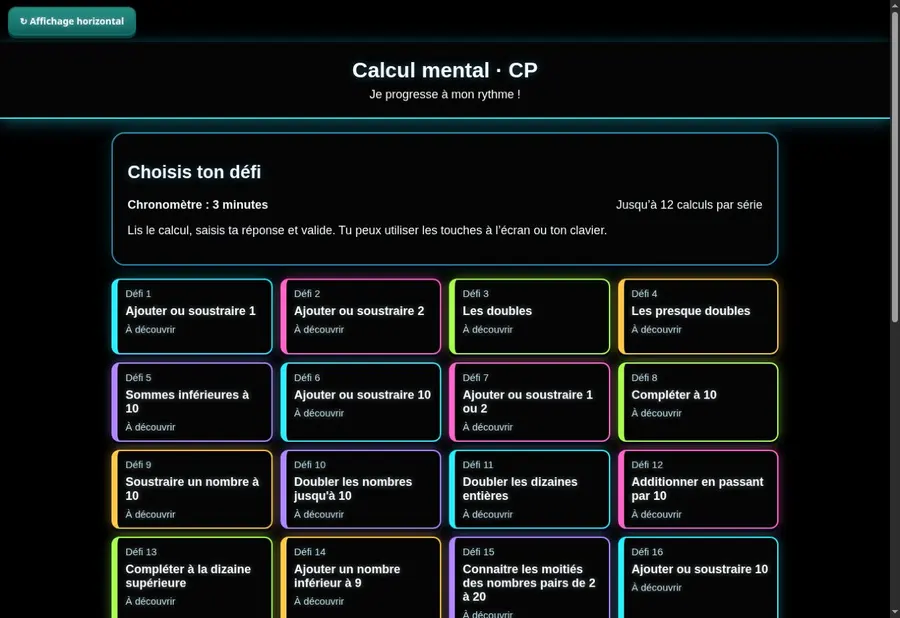 ↻ Affichage horizontal
Calcul mental · CP
Je progresse à mon rythme !
Choisis ton défi
Chronomètre : 3 minutes
Jusqu'à 12 calculs par série
Lis le calcul, saisis ta réponse et valide. Tu peux utiliser les touches à l'écran ou ton clavier.
Défi 1
Ajouter ou soustraire 1
À découvrir
Défi 2
Ajouter ou soustraire 2
À découvrir
Défi 3
Les doubles
À découvrir
Défi 4
Les presque doubles
À découvrir
Défi 5
Sommes inférieures à
10
À découvrir
Défi 6
Ajouter ou soustraire 10
À découvrir
Défi 7
Ajouter ou soustraire 1
ou 2
À découvrir
Défi 8
Compléter à 10
À découvrir
Défi 9
Soustraire un nombre à
10
À découvrir
Défi 10
Doubler les nombres
jusqu'à 10
À découvrir
Défi 11
Doubler les dizaines
entières
À découvrir
Défi 12
Additionner en passant
par 10
À découvrir
Défi 13
Compléter à la dizaine
supérieure
À découvrir
Défi 14
Ajouter un nombre
inférieur à 9
À découvrir
Défi 15
Connaitre les moitiés
des nombres pairs de 2
à 20
À découvrir
Défi 16
Ajouter ou soustraire 10
À découvrir